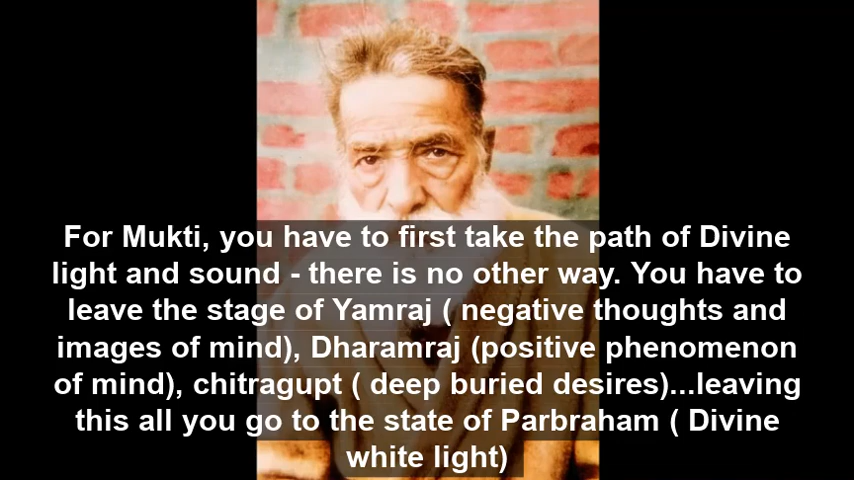 For Mukti, you have to first take the path of Divine
light and sound - there is no other way. You have to
leave the stage of Yamraj ( negative thoughts and
images of mind), Dharamraj (positive phenomenon
of mind), chitragupt ( deep buried desires)...leaving
this all you go to the state of Parbraham ( Divine
white light)